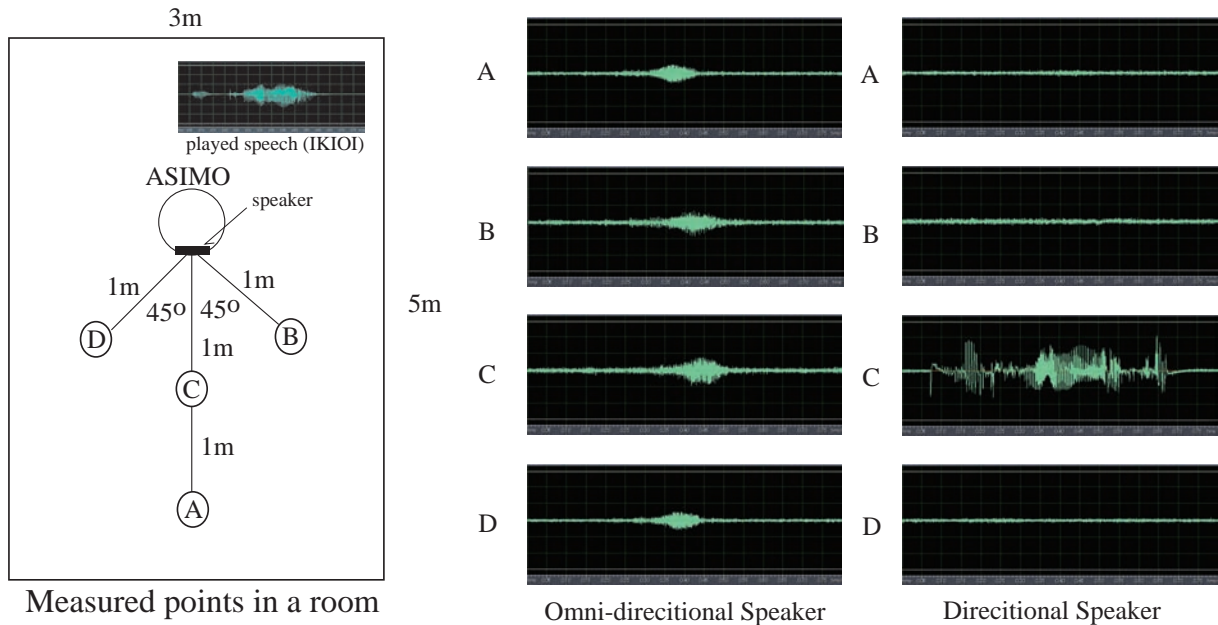 3m
played speech (IKIOI)
ASIMO
speaker
1m
1m
45o
45o
D
B
1m
C
1m
A
5m
Measured points in a room
A
B
C
D
Omni-direcitional Speaker
A
B
C
D
Direcitional Speaker